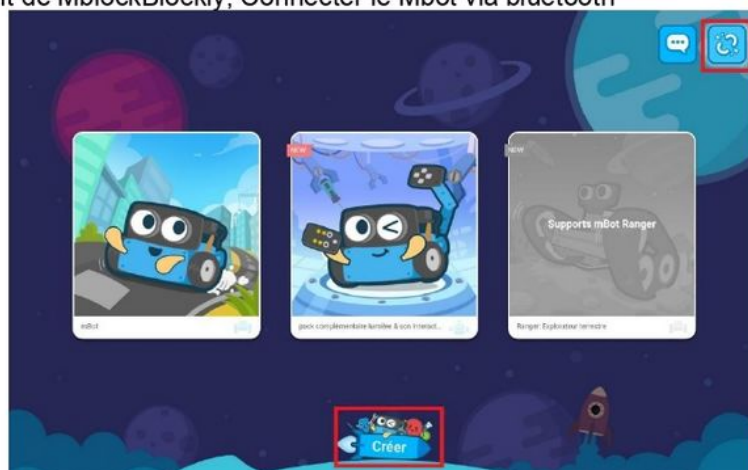 it de MblockBlockly, Connecter le Mbot via bluetooth
NEW
NEW
Supports mBot Ranger
mBot
pack complémentaire lumière & son Interact...
Ranger: Explorateur terrestre
Créer